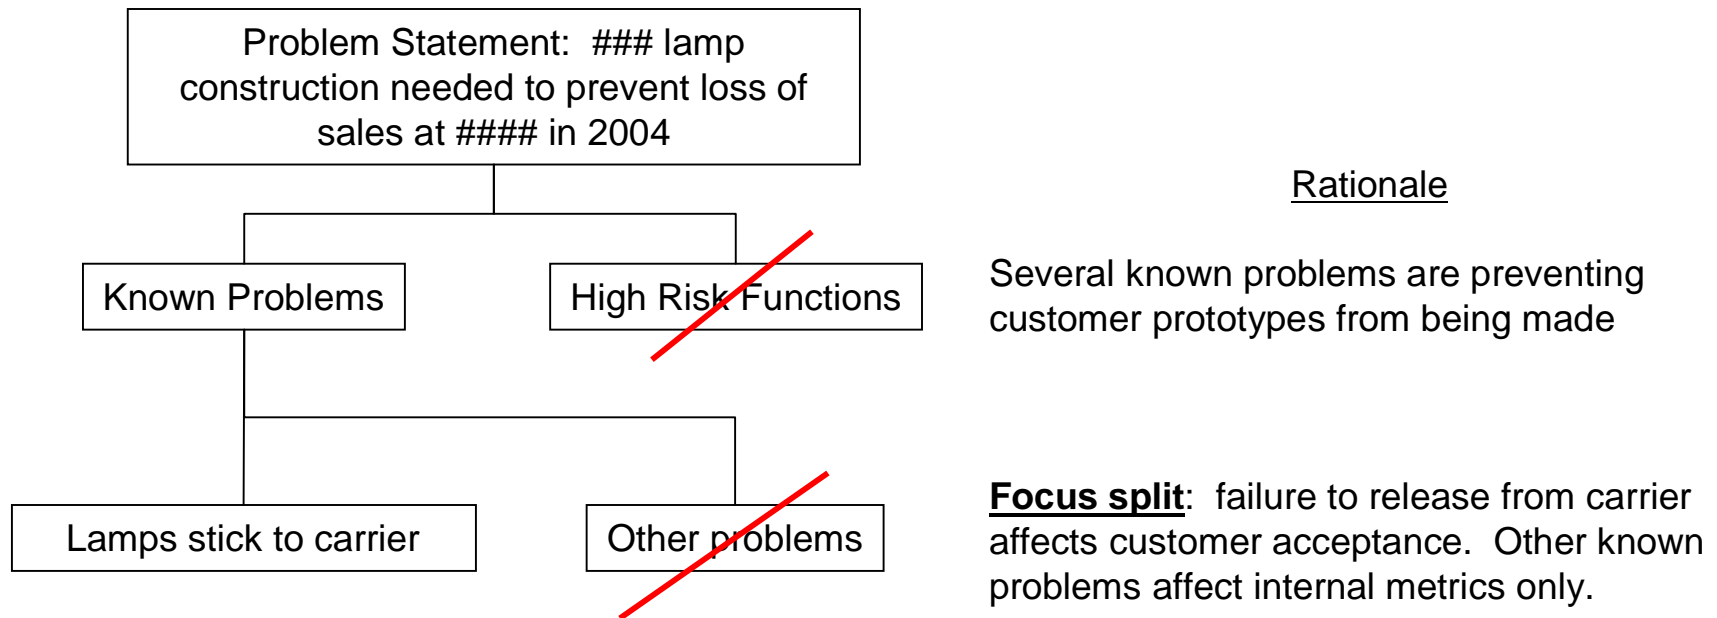 Problem Statement: ### lamp
construction needed to prevent loss of
sales at #### in 2004
Rationale
Known Problems
High Risk Functions
Several known problems are preventing
customer prototypes from being made
Lamps stick to carrier
Other problems
Focus split: failure to release from carrier
affects customer acceptance. Other known
problems affect internal metrics only.